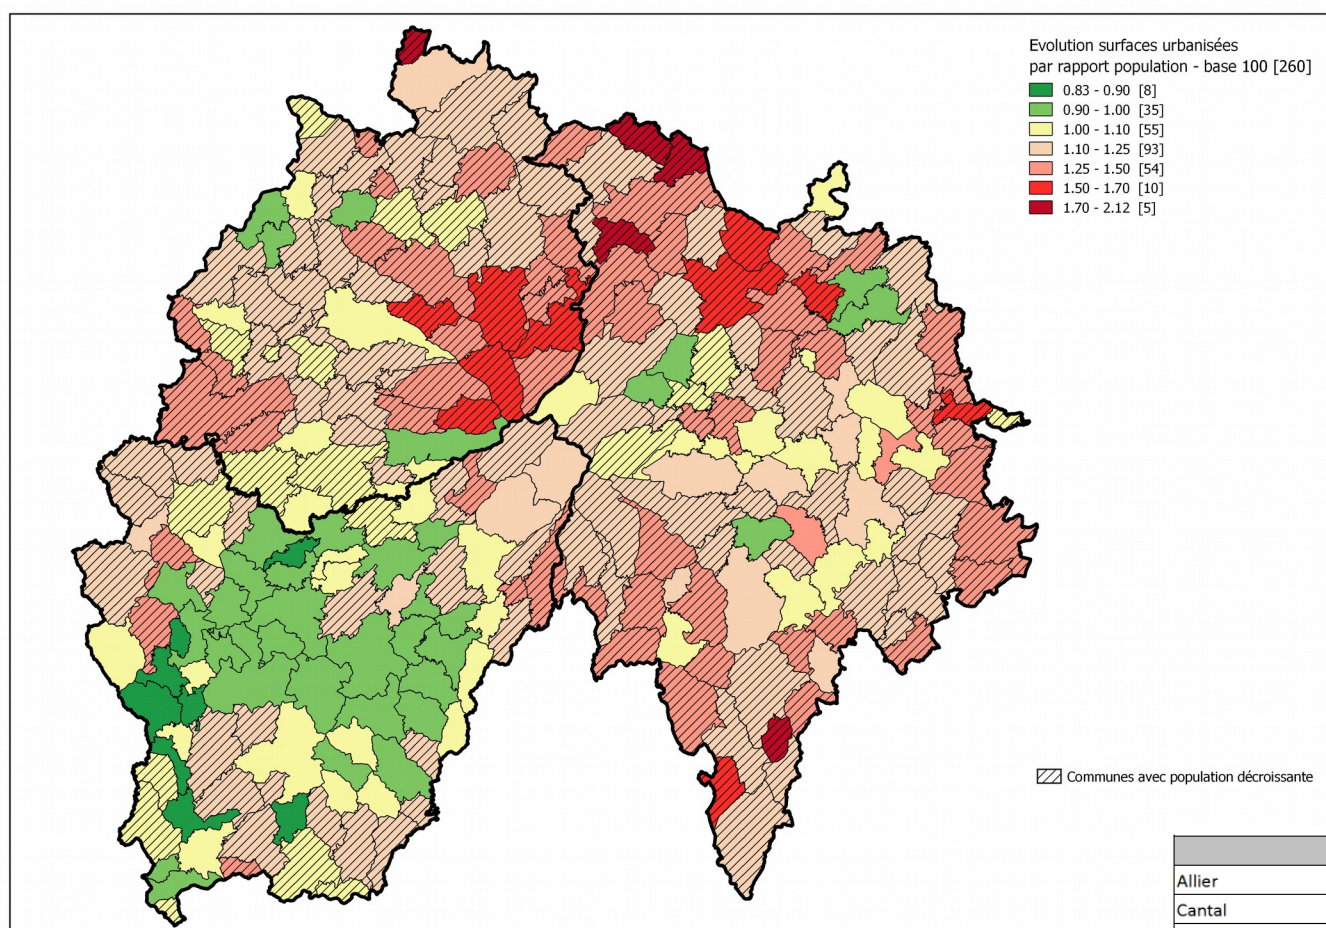 Evolution surfaces urbanisées
par rapport population - base 100 [260]
0.83 - 0.90 [8]
0.90 - 1.00 [35]
1.00 - 1.10 [55]
1.10 - 1.25 [93]
1.25 - 1.50 [54]
1.50 - 1.70 [10]
1.70 - 2.12 [5]
Communes avec population décroissante
Allier
Cantal